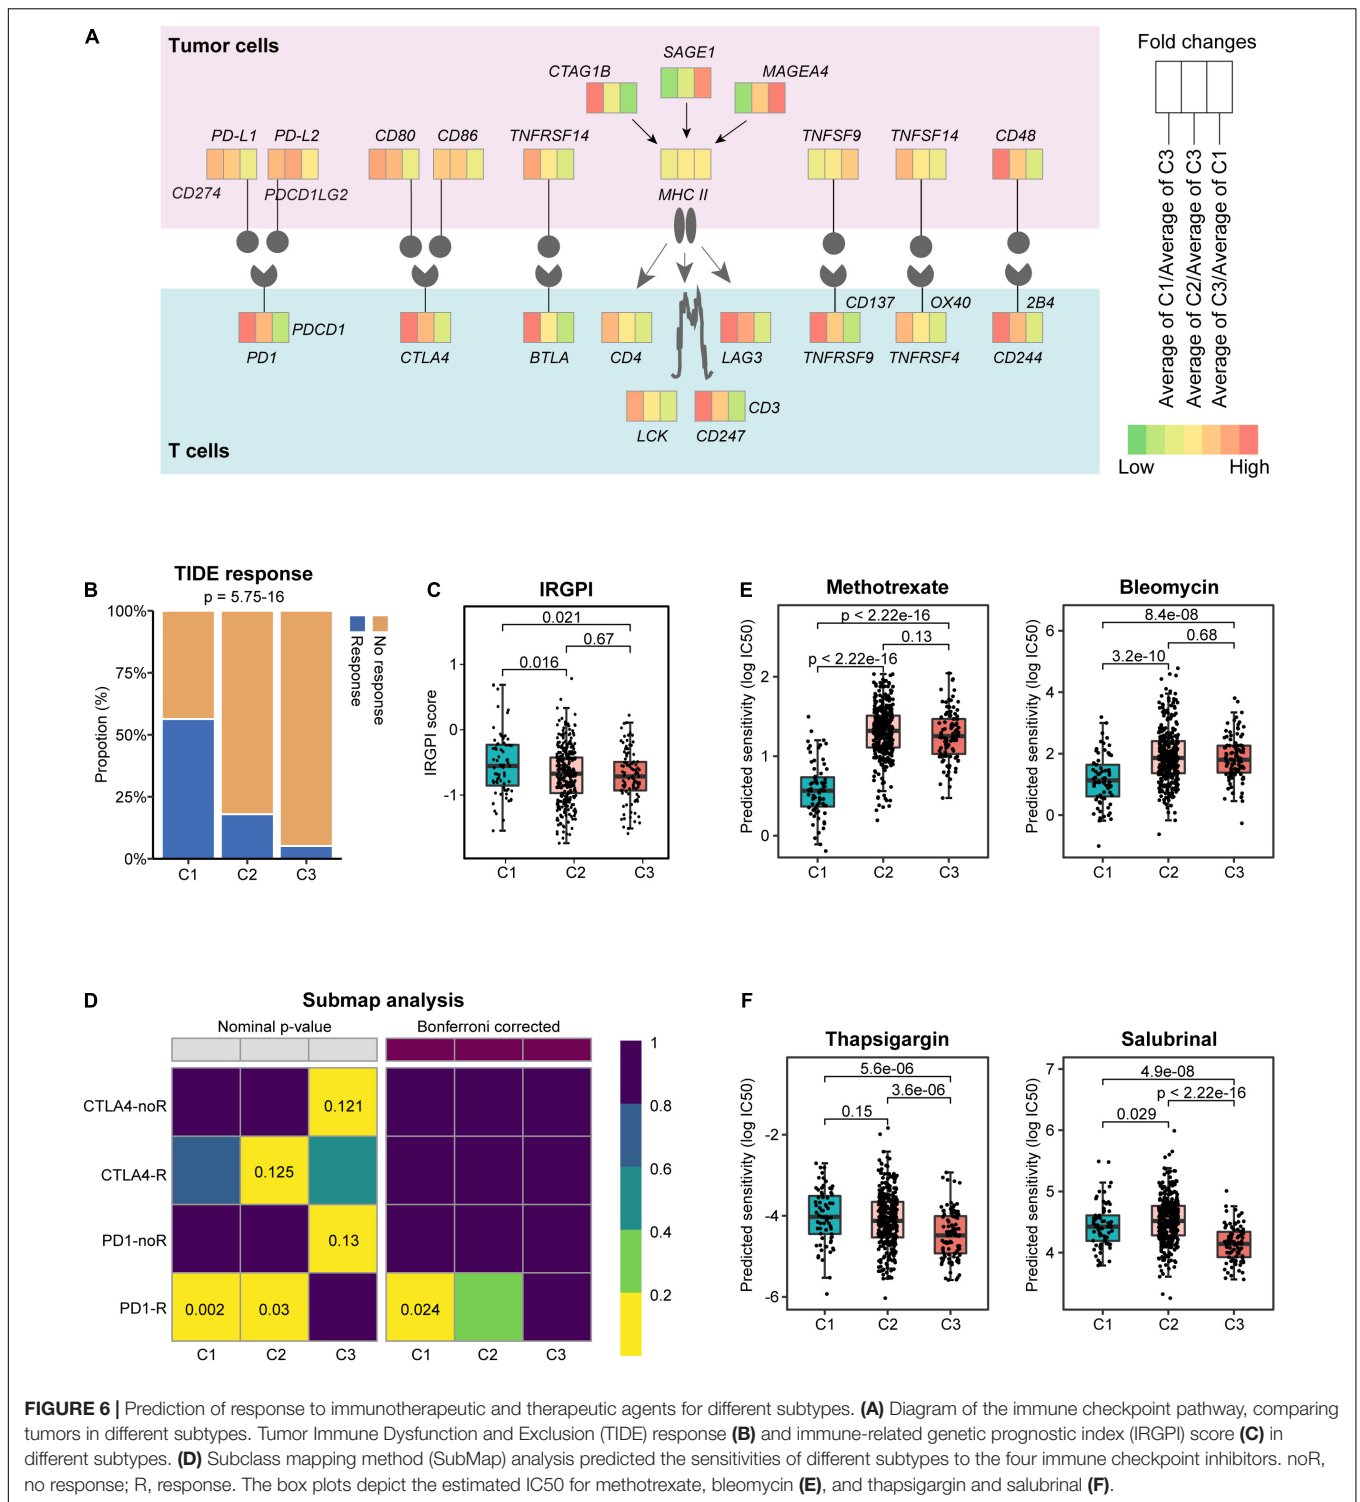 A
Tumor cells
SAGE1
CTAG1B
MAGEA4
PD-L1
PD-L2
CD80
CD86
TNFRSF14
TNFSF9
TNFSF14
CD48
CD274
PDCD1LG2
MHC II
CD137
OX40
2B4
PDCD1
PD1
CTLA4
BTLA
CD4
LAG3
TNFRSF9
TNFRSF4
CD244
CD3
LCK
CD247
T cells
Fold changes
Average of C1/Average of C3
Average of C2/Average of C3
Average of C3/Average of C1
Low
High
B
TIDE response
p = 5.75-16
100%
75%
50%
25%
0%
Propotion (%)
C1
C2
C3
Response
No response
C
IRGPI
0.021
0.67
0.016
1
0
-1
IRGPI score
C1
C2
C3
E
Methotrexate
p < 2.22e-16
0.13
p < 2.22e-16
2
1
0
Predicted sensitivity (log IC50)
C1
C2
C3
Bleomycin
8.4e-08
0.68
3.2e-10
6
4
2
0
Predicted sensitivity (log IC50)
C1
C2
C3
D
Submap analysis
Nominal p-value
Bonferroni corrected
CTLA4-noR
0.121
CTLA4-R
0.125
PD1-noR
0.13
PD1-R
0.002
0.03
0.024
C1
C2
C3
C1
C2
C3
1
0.8
0.6
0.4
0.2
F
Thapsigargin
5.6e-06
3.6e-06
0.15
-2
-4
-6
Predicted sensitivity (log IC50)
C1
C2
C3
Salubrinal
4.9e-08
p < 2.22e-16
0.029
7
6
5
4
Predicted sensitivity (log IC50)
C1
C2
C3
FIGURE 6 | Prediction of response to immunotherapeutic and therapeutic agents for different subtypes. (A) Diagram of the immune checkpoint pathway, comparing
tumors in different subtypes. Tumor Immune Dysfunction and Exclusion (TIDE) response (B) and immune-related genetic prognostic index (IRGPI) score (C) in
different subtypes. (D) Subclass mapping method (SubMap) analysis predicted the sensitivities of different subtypes to the four immune checkpoint inhibitors. noR,
no response; R, response. The box plots depict the estimated IC50 for methotrexate, bleomycin (E), and thapsigargin and salubrinal (F).